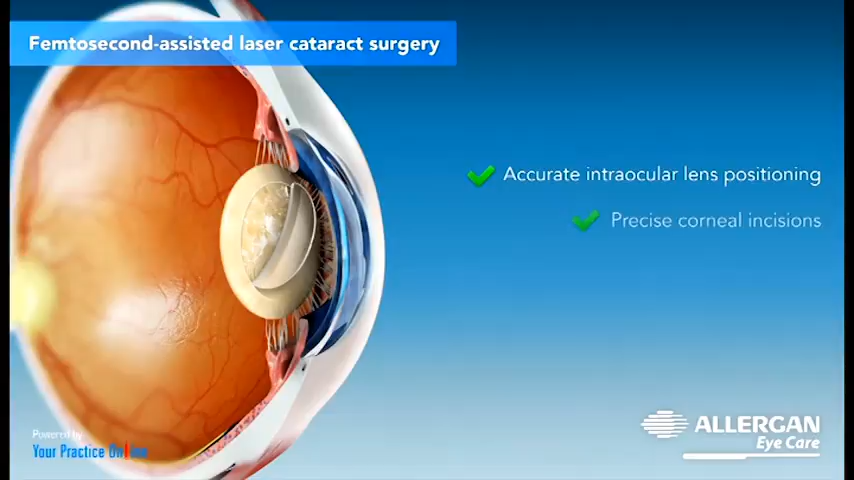 Femtosecond-assisted laser cataract surgery
Accurate intraocular lens positioning
Precise corneal incisions
Powered by
Your Practice Online
ALLERGAN
Eye Care